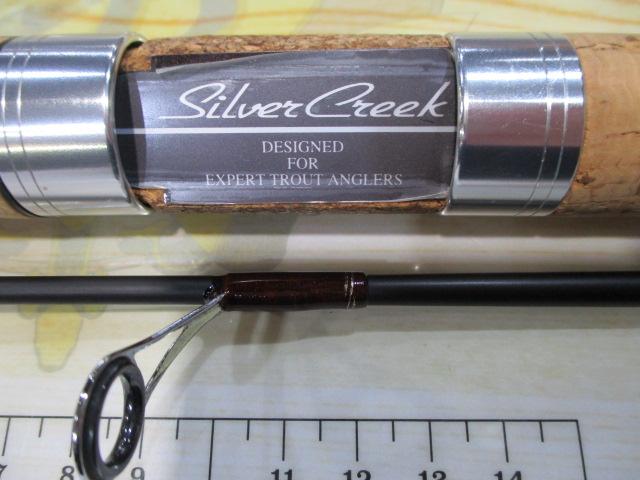 Silver Creek
DESIGNED
FOR
EXPERT TROUT ANGLERS
7 8 9 11 12 13 14